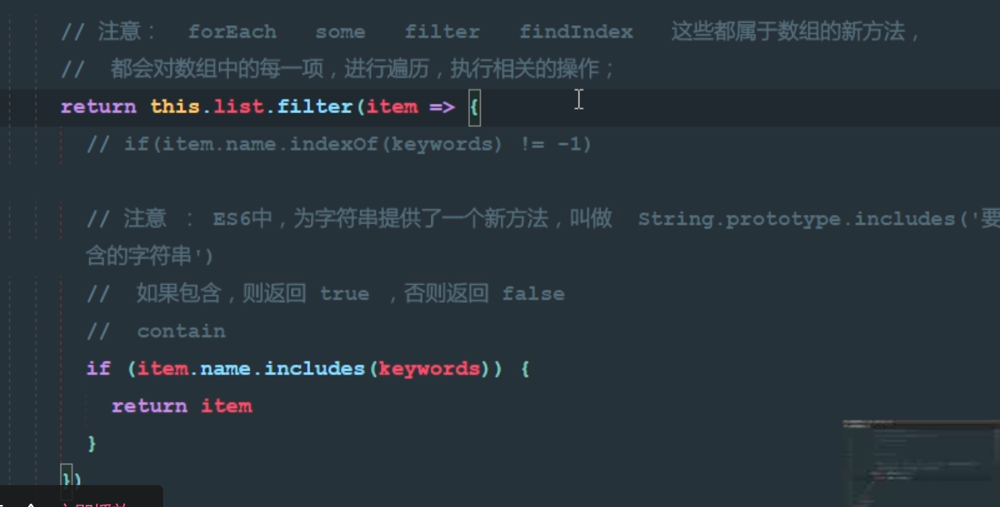 // 注意： forEach some filter findIndex 这些都属于数组的新方法，
// 都会对数组中的每一项，进行遍历，执行相关的操作；
return this.list.filter(item => {
// if(item.name.indexOf(keywords) != -1)
// 注意 ： ES6中，为字符串提供了一个新方法，叫做 String.prototype.includes('要
含的字符串')
// 如果包含，则返回 true ，否则返回 false
// contain
if (item.name.includes(keywords)) {
return item
}
})